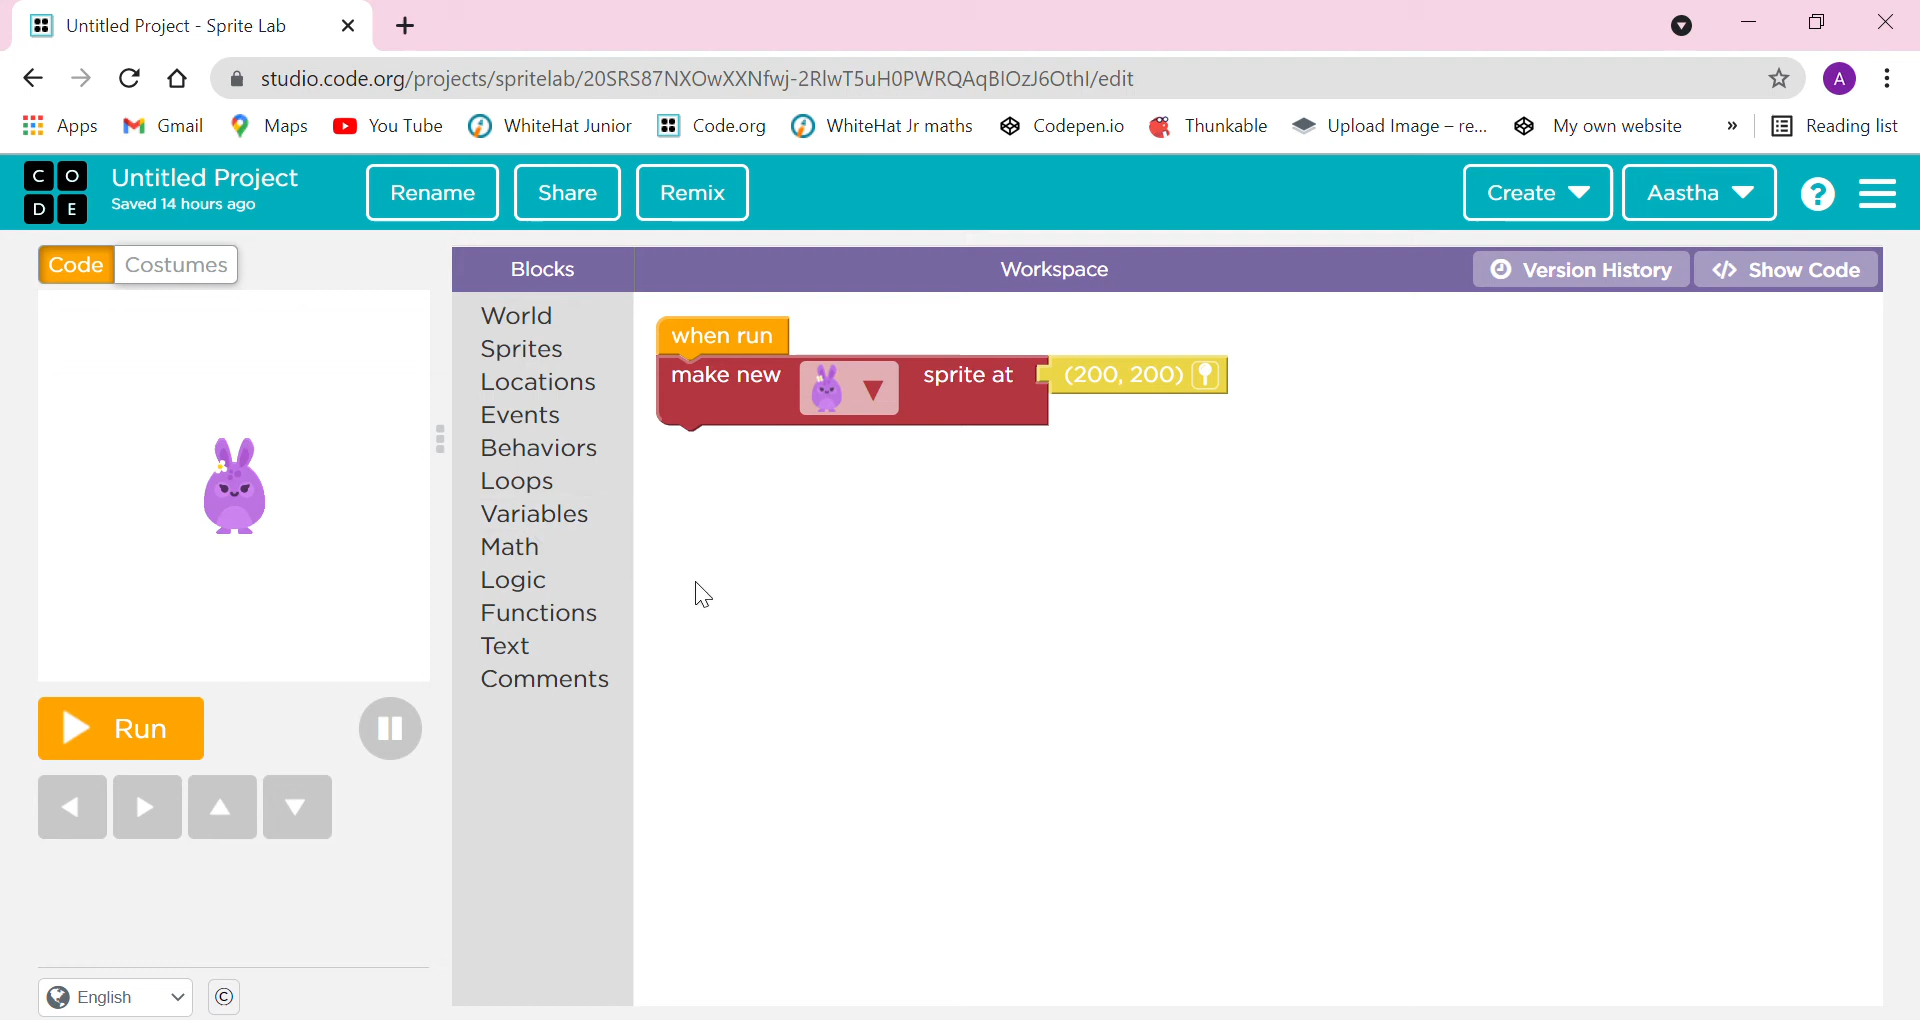 Untitled Project - Sprite Lab
studio.code.org/projects/spritelab/20SRS87NXOwXXNfwj-2RlwT5uH0PWRQAqBIOzJ6OthI/edit
A
Apps Gmail Maps You Tube WhiteHat Junior Code.org WhiteHat Jr maths Codepen.io Thunkable Upload Image – re... My own website » Reading list
C O
D E
Untitled Project
Saved 14 hours ago
Rename Share Remix Create Aastha ?
Code Costumes
Blocks Workspace Version History </> Show Code
World
Sprites
Locations
Events
Behaviors
Loops
Variables
Math
Logic
Functions
Text
Comments
when run
make new sprite at (200, 200)
Run
English ©